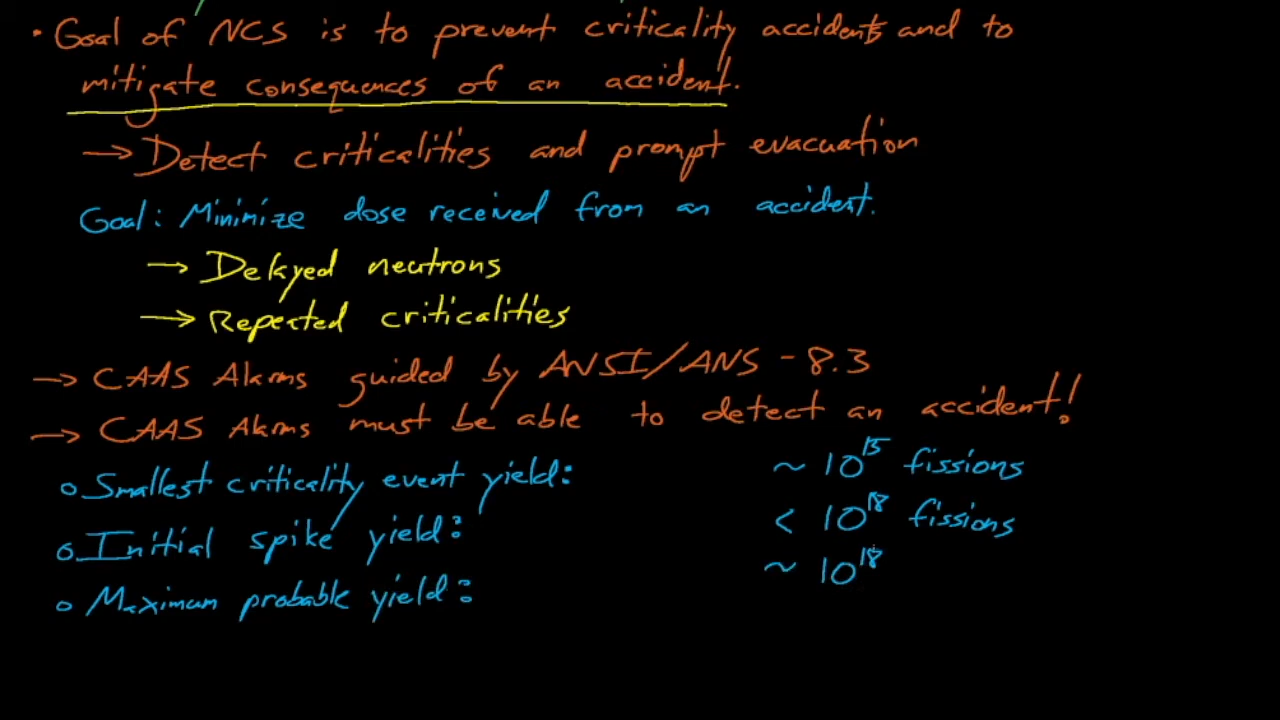 • Goal of NCS is to prevent criticality accidents and to
mitigate consequences of an accident.
→ Detect criticalities and prompt evacuation
Goal: Minimize dose received from an accident.
→ Delayed neutrons
→ Repeated criticalities
→ CAAS Alarms guided by ANSI/ANS - 8.3
→ CAAS Alarms must be able to detect an accident!
o Smallest criticality event yield: ~ 10^15 fissions
o Initial spike yield: < 10^18 fissions
o Maximum probable yield: ~ 10^18